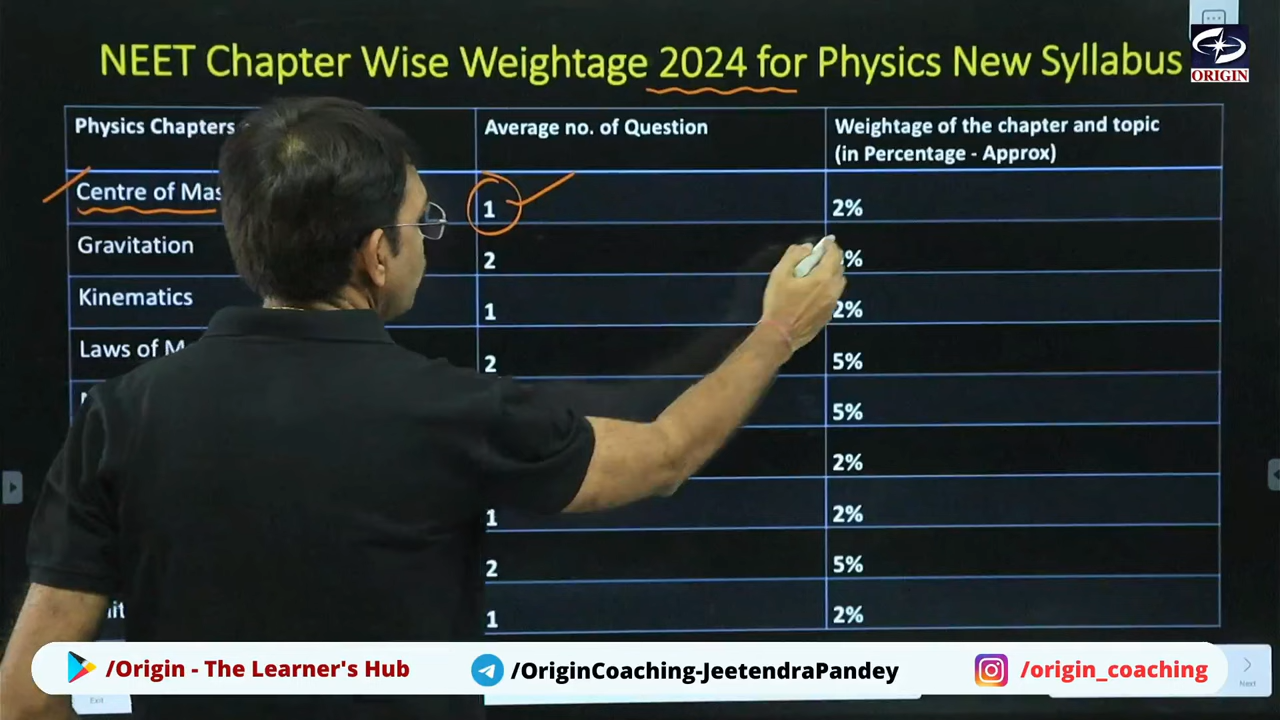 NEET Chapter Wise Weightage 2024 for Physics New Syllabus
ORIGIN
Physics Chapters
Average no. of Question
Weightage of the chapter and topic
(in Percentage - Approx)
Centre of
1
2%
Gravitation
2
%
Kinematics
1
2%
Laws of
2
5%
5%
2%
1
2%
2
5%
1
2%
/Origin - The Learner's Hub
/OriginCoaching-JeetendraPandey
/origin_coaching
Exit
Next